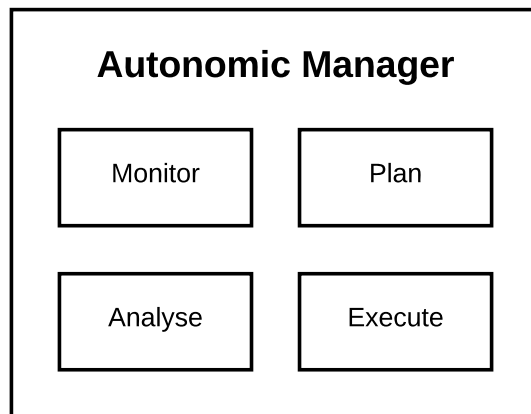 Autonomic Manager
Monitor
Plan
Analyse
Execute